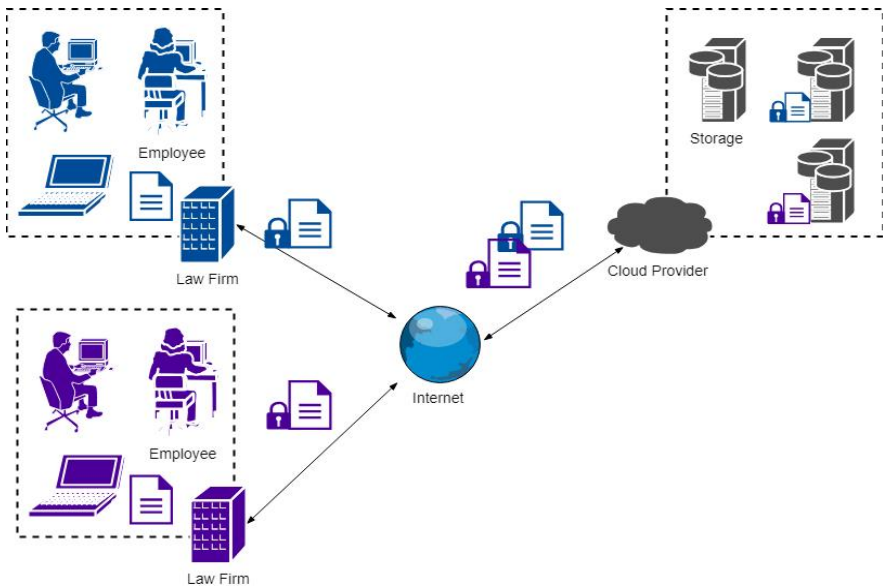 Employee
Storage
Law Firm
Cloud Provider
Internet
Employee
Law Firm